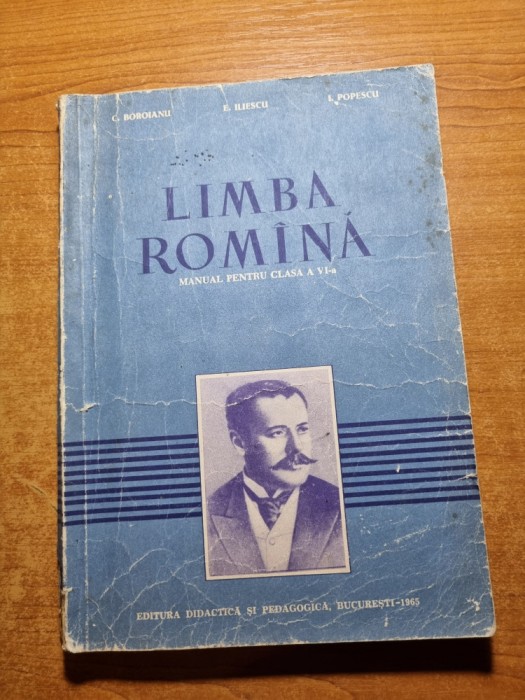 C. BOROIANU E. ILIESCU I. POPESCU
LIMBA
ROMÎNĂ
MANUAL PENTRU CLASA A VI-a
EDITURA DIDACTICĂ ȘI PEDAGOGICĂ, BUCUREȘTI-1965